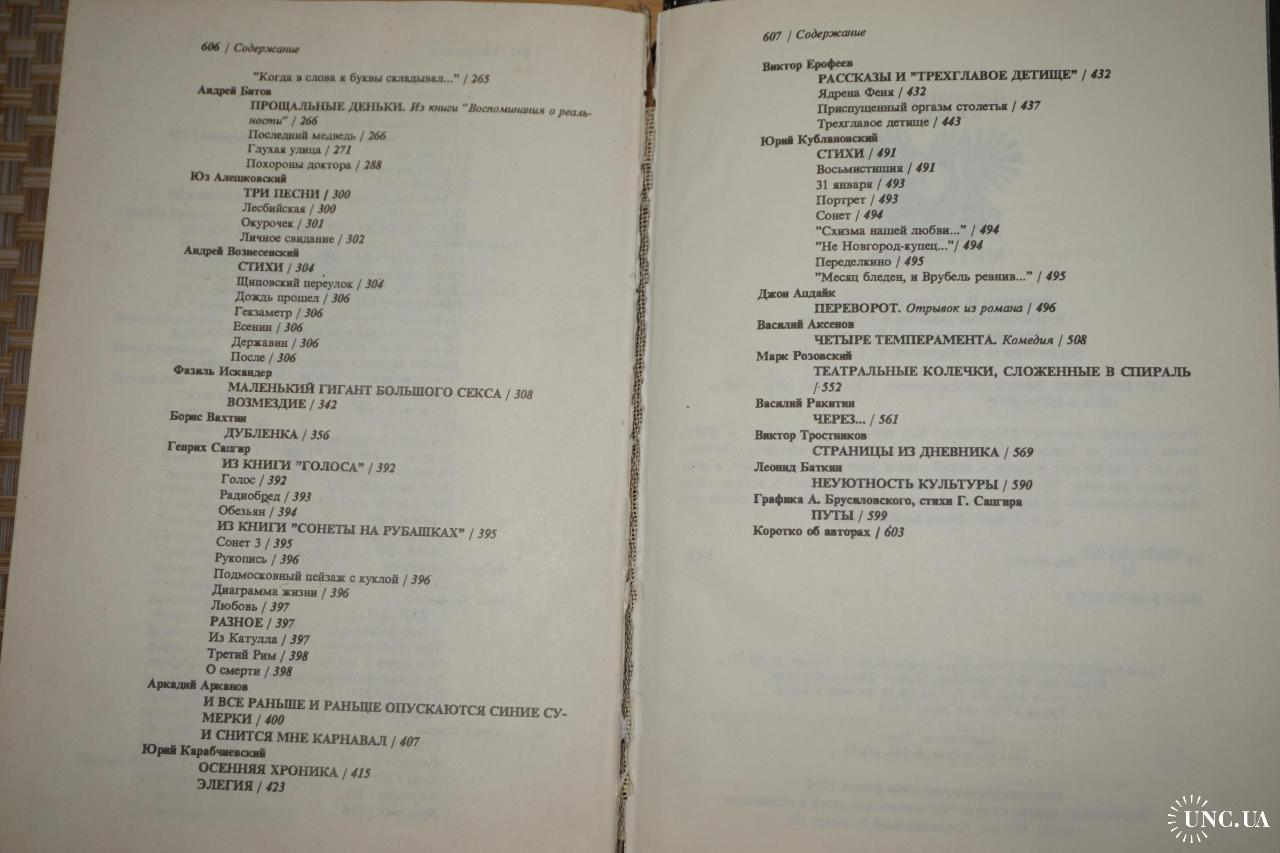 606 / Содержание
"Когда в слова я буквы складывал..." / 265
Андрей Битов
ПРОЩАЛЬНЫЕ ДЕНЬКИ. Из книги "Воспоминания о реаль-
ности" / 266
Последний медведь / 266
Глухая улица / 271
Похороны доктора / 288
Юз Алешковский
ТРИ ПЕСНИ / 300
Лесбийская / 300
Окурочек / 301
Личное свидание / 302
Андрей Вознесенский
СТИХИ / 304
Щиповский переулок / 304
Дождь прошел / 306
Гекзаметр / 306
Есенин / 306
Державин / 306
После / 306
Фазиль Искандер
МАЛЕНЬКИЙ ГИГАНТ БОЛЬШОГО СЕКСА / 308
ВОЗМЕЗДИЕ / 342
Борис Вахтин
ДУБЛЕНКА / 356
Генрих Сапгир
ИЗ КНИГИ "ГОЛОСА" / 392
Голос / 392
Радиобред / 393
Обезьян / 394
ИЗ КНИГИ "СОНЕТЫ НА РУБАШКАХ" / 395
Сонет 3 / 395
Рукопись / 396
Подмосковный пейзаж с куклой / 396
Диаграмма жизни / 396
Любовь / 397
РАЗНОЕ / 397
Из Катулла / 397
Третий Рим / 398
О смерти / 398
Аркадий Арканов
И ВСЕ РАНЬШЕ И РАНЬШЕ ОПУСКАЮТСЯ СИНИЕ СУ-
МЕРКИ / 400
И СНИТСЯ МНЕ КАРНАВАЛ / 407
Юрий Карабчиевский
ОСЕННЯЯ ХРОНИКА / 415
ЭЛЕГИЯ / 423
607 / Содержание
Виктор Ерофеев
РАССКАЗЫ И "ТРЕХГЛАВОЕ ДЕТИЩЕ" / 432
Ядрена Феня / 432
Приспущенный оргазм столетья / 437
Трехглавое детище / 443
Юрий Кублановский
СТИХИ / 491
Восьмистишия / 491
31 января / 493
Портрет / 493
Сонет / 494
"Схизма нашей любви..." / 494
"Не Новгород-купец..."/ 494
Переделкино / 495
"Месяц бледен, и Врубель ревнив..." / 495
Джон Апдайк
ПЕРЕВОРОТ. Отрывок из романа / 496
Василий Аксенов
ЧЕТЫРЕ ТЕМПЕРАМЕНТА. Комедия / 508
Марк Розовский
ТЕАТРАЛЬНЫЕ КОЛЕЧКИ, СЛОЖЕННЫЕ В СПИРАЛЬ
/ 552
Василий Ракитин
ЧЕРЕЗ... / 561
Виктор Тростников
СТРАНИЦЫ ИЗ ДНЕВНИКА / 569
Леонид Баткин
НЕУЮТНОСТЬ КУЛЬТУРЫ / 590
Графика А. Брусиловского, стихи Г. Сапгира
ПУТЫ / 599
Коротко об авторах / 603
UNC.UA